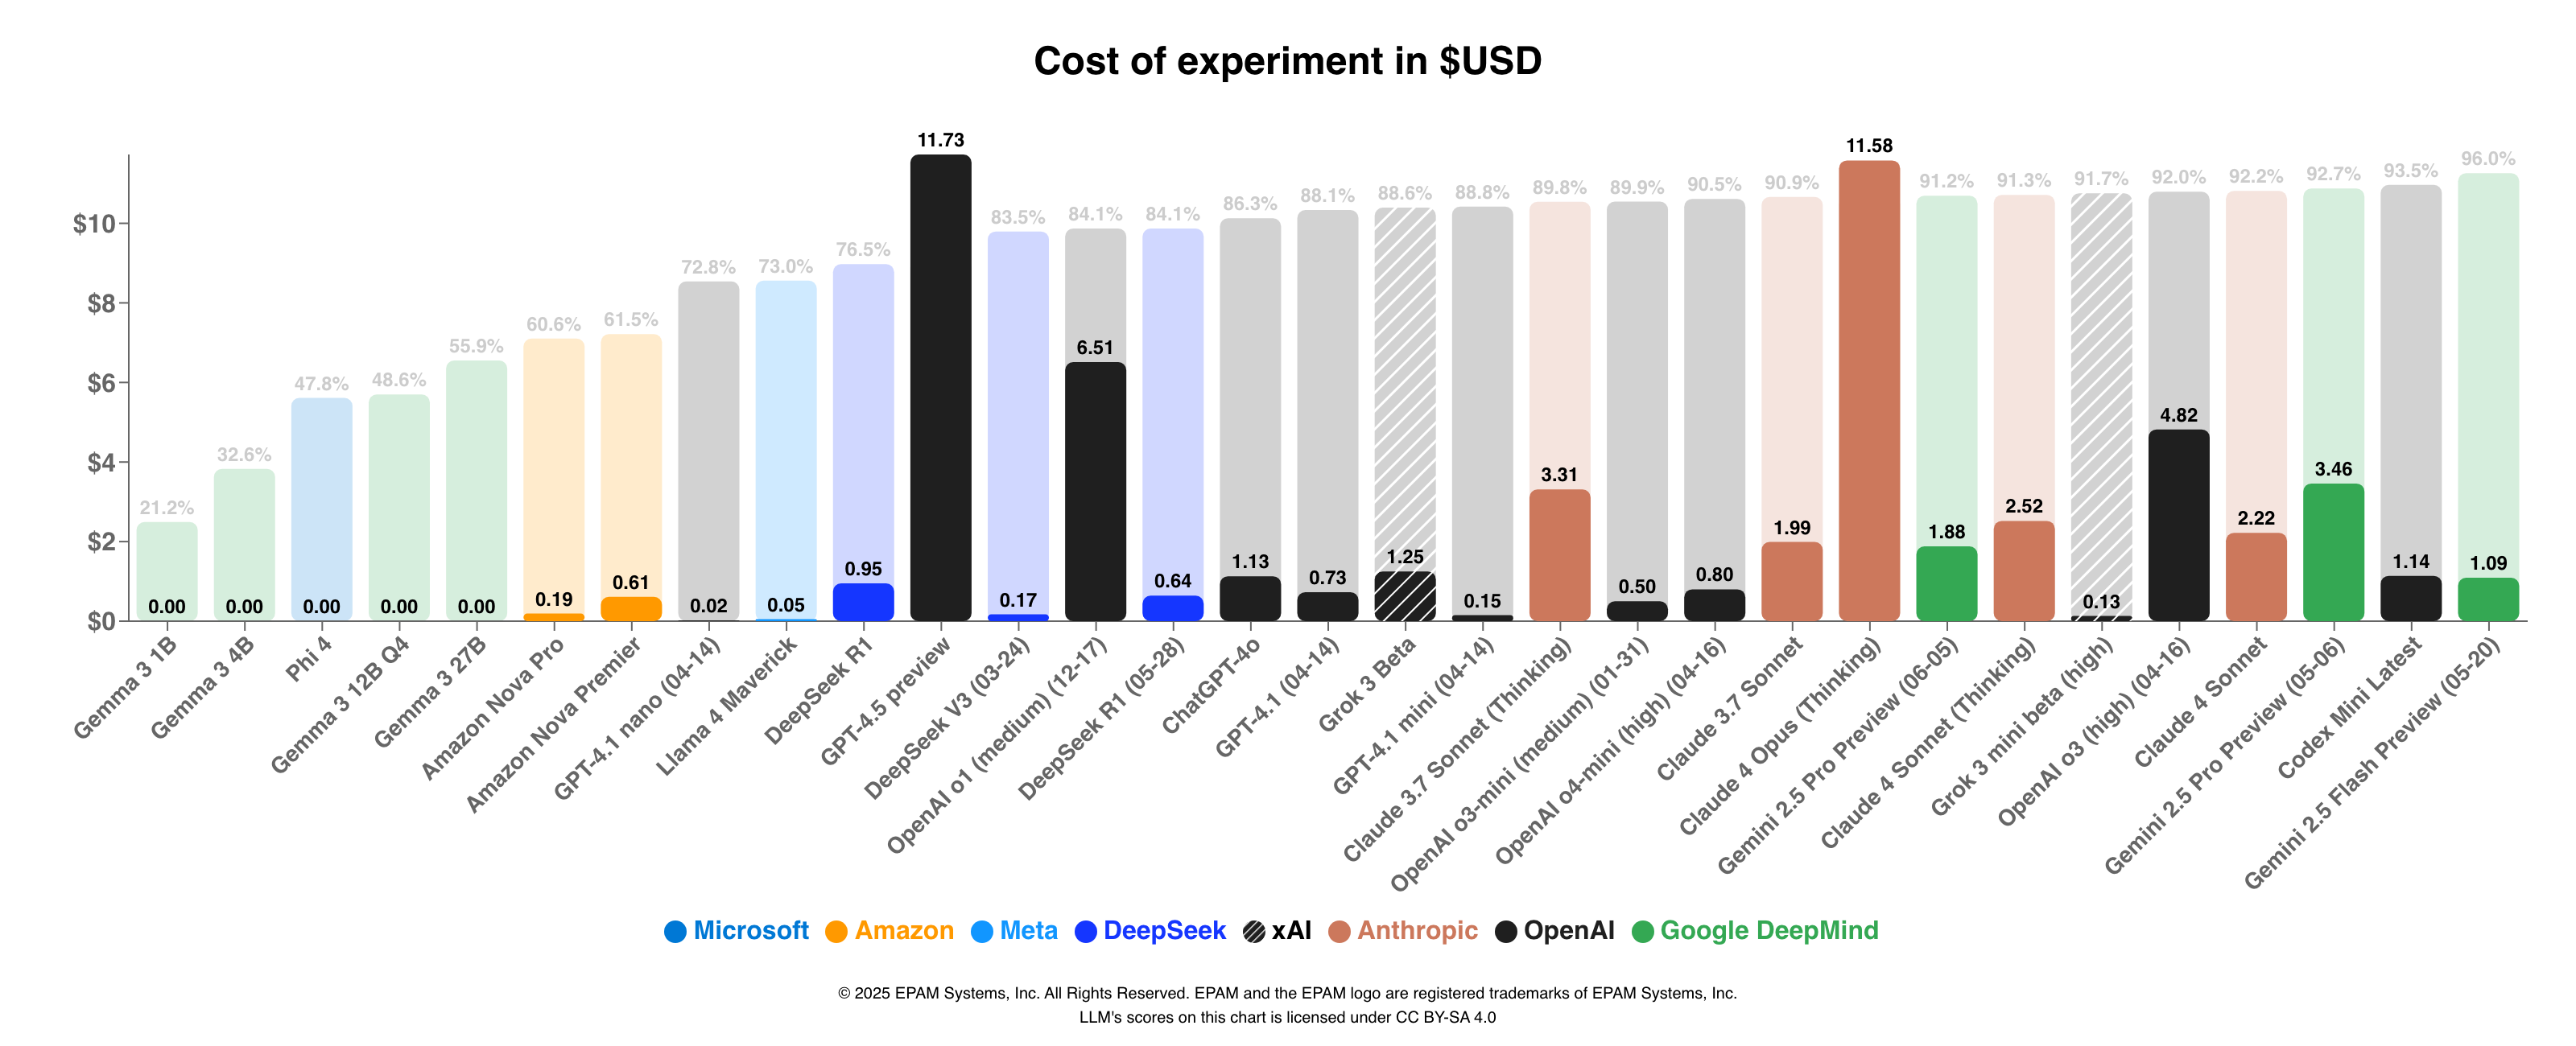 Cost of experiment in $USD
$10
$8
$6
$4
$2
$0
21.2%
32.6%
47.8%
48.6%
55.9%
60.6%
61.5%
72.8%
73.0%
76.5%
83.5%
84.1%
84.1%
86.3%
88.1%
88.6%
88.8%
89.8%
89.9%
90.5%
90.9%
91.2%
91.3%
91.7%
92.0%
92.2%
92.7%
93.5%
96.0%
0.00
0.00
0.00
0.00
0.00
0.19
0.61
0.02
0.05
0.95
11.73
0.17
6.51
0.64
1.13
0.73
1.25
0.15
3.31
0.50
0.80
1.99
11.58
1.88
2.52
0.13
4.82
2.22
3.46
1.14
1.09
Gemma 3 1B
Gemma 3 4B
Phi 4
Gemma 3 12B Q4
Gemma 3 27B
Amazon Nova Pro
Amazon Nova Premier
GPT-4.1 nano (04-14)
Llama 4 Maverick
DeepSeek R1
GPT-4.5 preview
DeepSeek V3 (03-24)
OpenAI o1 (medium) (12-17)
DeepSeek R1 (05-28)
ChatGPT-4o
GPT-4.1 (04-14)
Grok 3 Beta
GPT-4.1 mini (04-14)
Claude 3.7 Sonnet (Thinking)
OpenAI o3-mini (medium) (01-31)
OpenAI o4-mini (high) (04-16)
Claude 3.7 Sonnet
Claude 4 Opus (Thinking)
Gemini 2.5 Pro Preview (06-05)
Claude 4 Sonnet (Thinking)
Grok 3 mini beta (high)
OpenAI o3 (high) (04-16)
Claude 4 Sonnet
Gemini 2.5 Pro Preview (05-06)
Codex Mini Latest
Gemini 2.5 Flash Preview (05-20)
Microsoft Amazon Meta DeepSeek xAI Anthropic OpenAI Google DeepMind
© 2025 EPAM Systems, Inc. All Rights Reserved. EPAM and the EPAM logo are registered trademarks of EPAM Systems, Inc.
LLM's scores on this chart is licensed under CC BY-SA 4.0